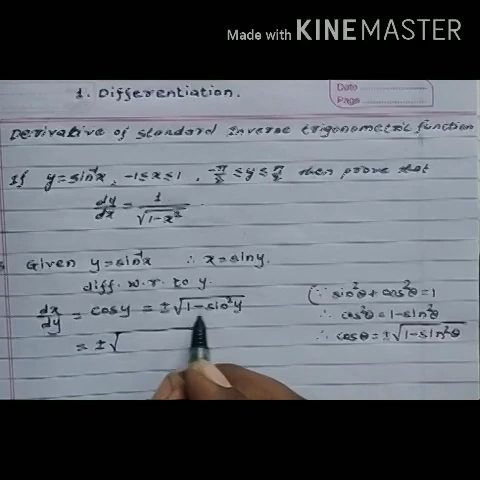 Made with KINEMASTER
1. Differentiation.
Date
Page
Derivative of standard Inverse trigonometric function
If y = sin⁻¹x, -1≤x≤1, -π/2 ≤ y ≤ π/2 then prove that
dy/dx = 1/√(1-x²)
Given y = sin⁻¹x ∴ x = siny.
diff. w.r. to y.
dx/dy = cosy = ±√(1-sin²y)
= ±√
(∵ sin²θ + cos²θ = 1
∴ cos²θ = 1-sin²θ
∴ cosθ = ±√(1-sin²θ)